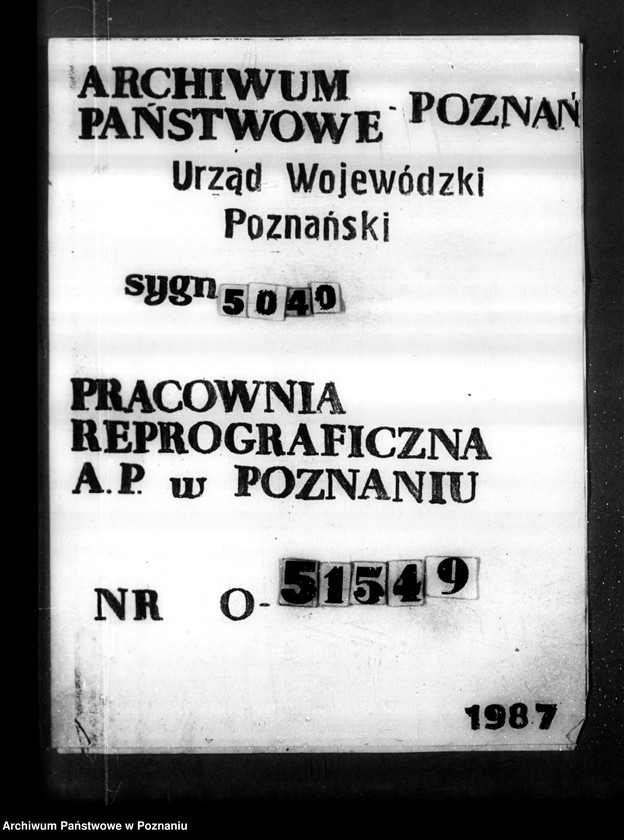 ARCHIWUM
PAŃSTWOWE - POZNAŃ
Urząd Wojewódzki
Poznański
sygn 5040
PRACOWNIA
REPROGRAFICZNA
A.P. w POZNANIU
NR O-51549
1987
Archiwum Państwowe w Poznaniu